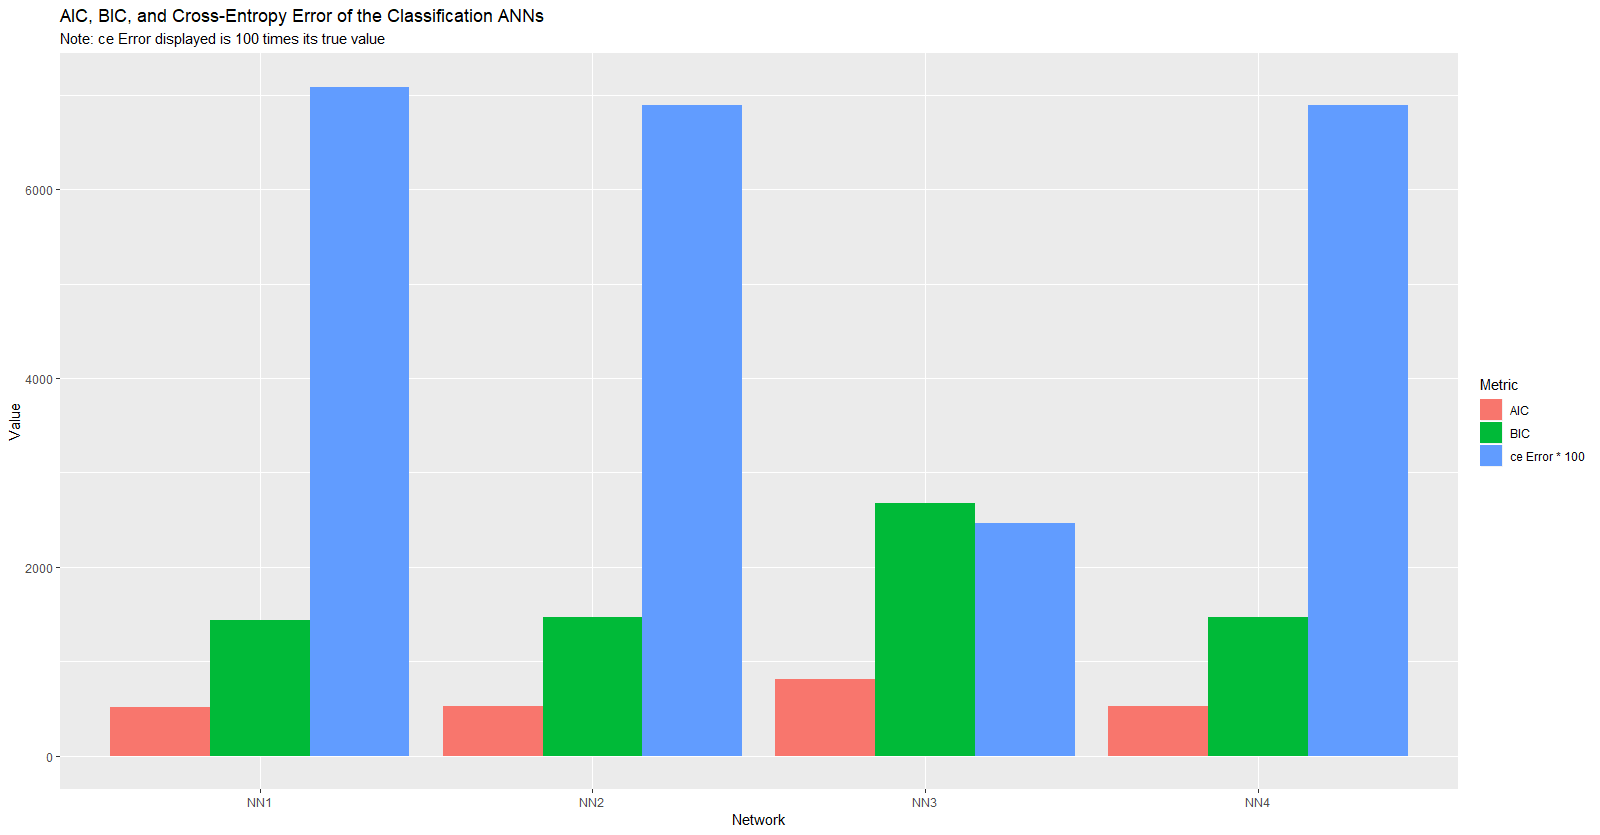 AIC, BIC, and Cross-Entropy Error of the Classification ANNs
Note: ce Error displayed is 100 times its true value
6000
4000
2000
0
Value
NN1
NN2
NN3
NN4
Network
Metric
AIC
BIC
ce Error * 100